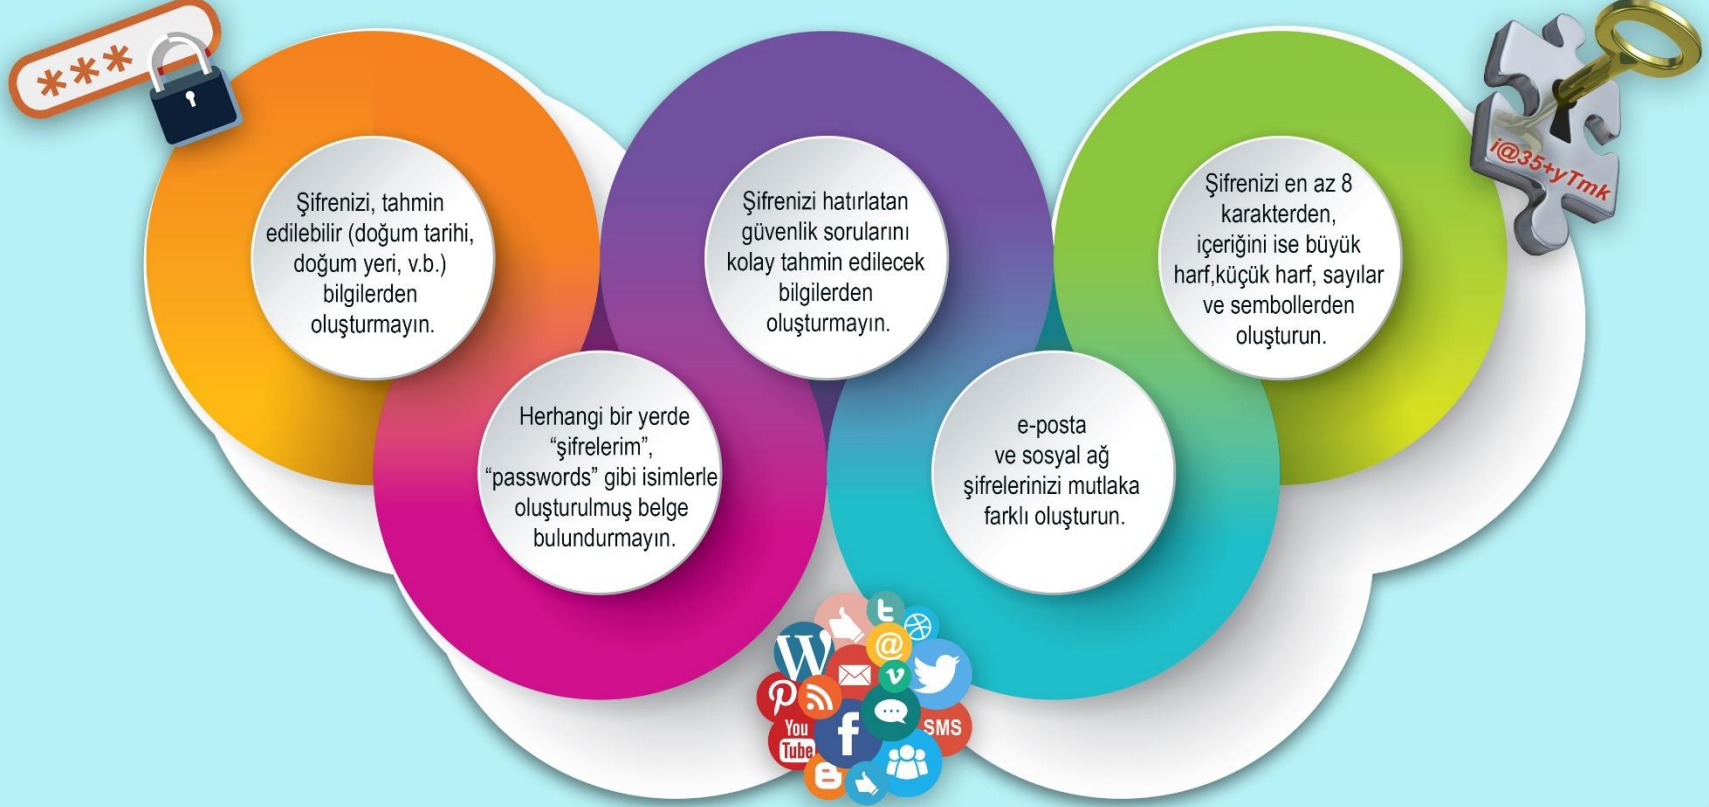 ***
Şifrenizi, tahmin
edilebilir (doğum tarihi,
doğum yeri, v.b.)
bilgilerden
oluşturmayın.
Herhangi bir yerde
“şifrelerim”,
“passwords” gibi isimlerle
oluşturulmuş belge
bulundurmayın.
Şifrenizi hatırlatan
güvenlik sorularını
kolay tahmin edilecek
bilgilerden
oluşturmayın.
e-posta
ve sosyal ağ
şifrelerinizi mutlaka
farklı oluşturun.
Şifrenizi en az 8
karakterden,
içeriğini ise büyük
harf,küçük harf, sayılar
ve sembollerden
oluşturun.
i@35+yTmk
W
@
v
You
Tube
f
SMS